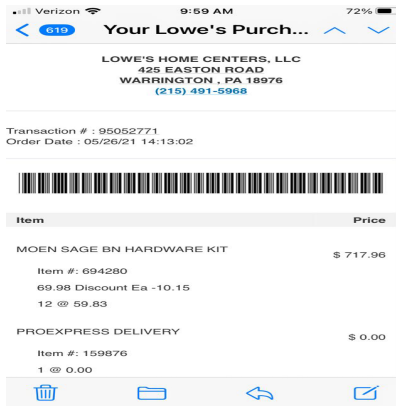 Verizon 9:59 AM 72%
619 Your Lowe's Purch...
LOWE'S HOME CENTERS, LLC
425 EASTON ROAD
WARRINGTON , PA 18976
(215) 491-5968
Transaction # : 95052771
Order Date : 05/26/21 14:13:02
Item Price
MOEN SAGE BN HARDWARE KIT $ 717.96
Item #: 694280
69.98 Discount Ea -10.15
12 @ 59.83
PROEXPRESS DELIVERY $ 0.00
Item #: 159876
1 @ 0.00